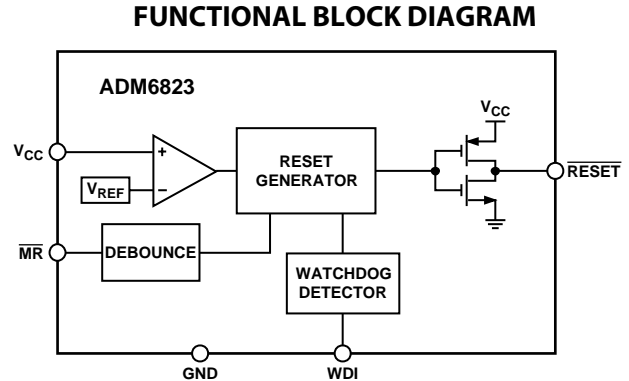 FUNCTIONAL BLOCK DIAGRAM
ADM6823
VCC
VCC
+
RESET
GENERATOR
RESET
VREF
−
MR
DEBOUNCE
WATCHDOG
DETECTOR
GND
WDI